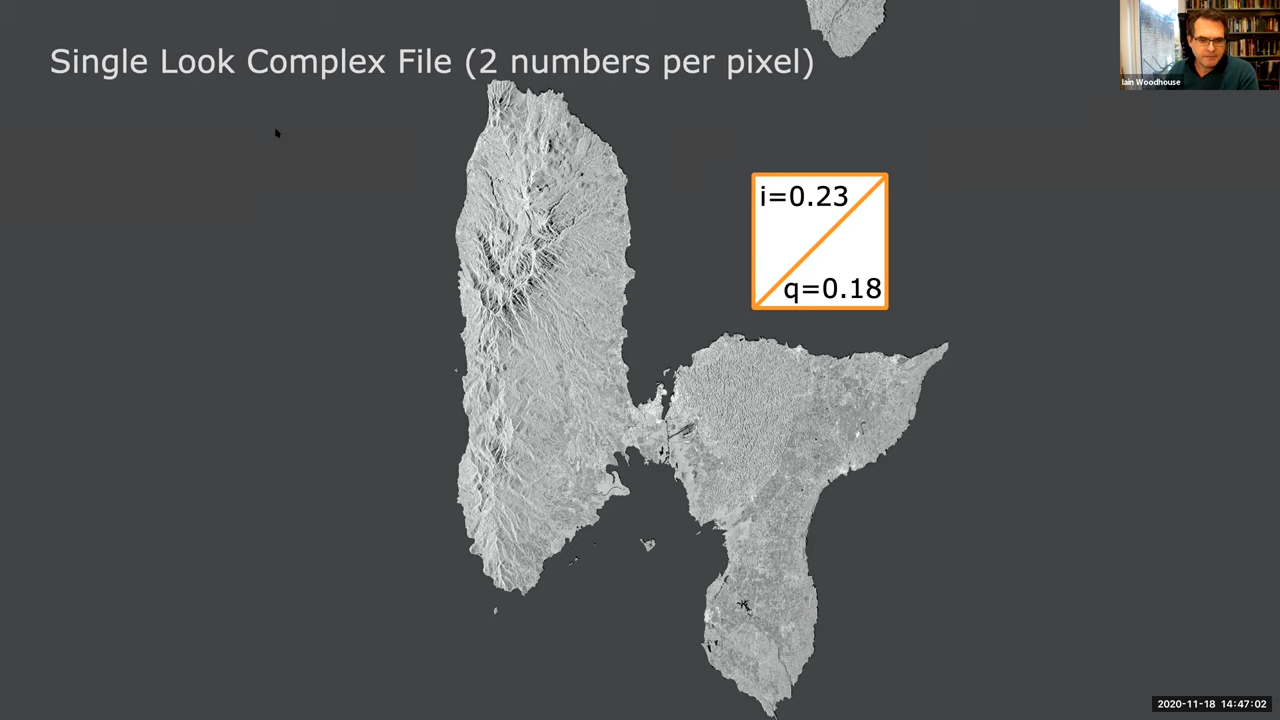 Single Look Complex File (2 numbers per pixel)
Iain Woodhouse
i=0.23
q=0.18
2020-11-18 14:47:02